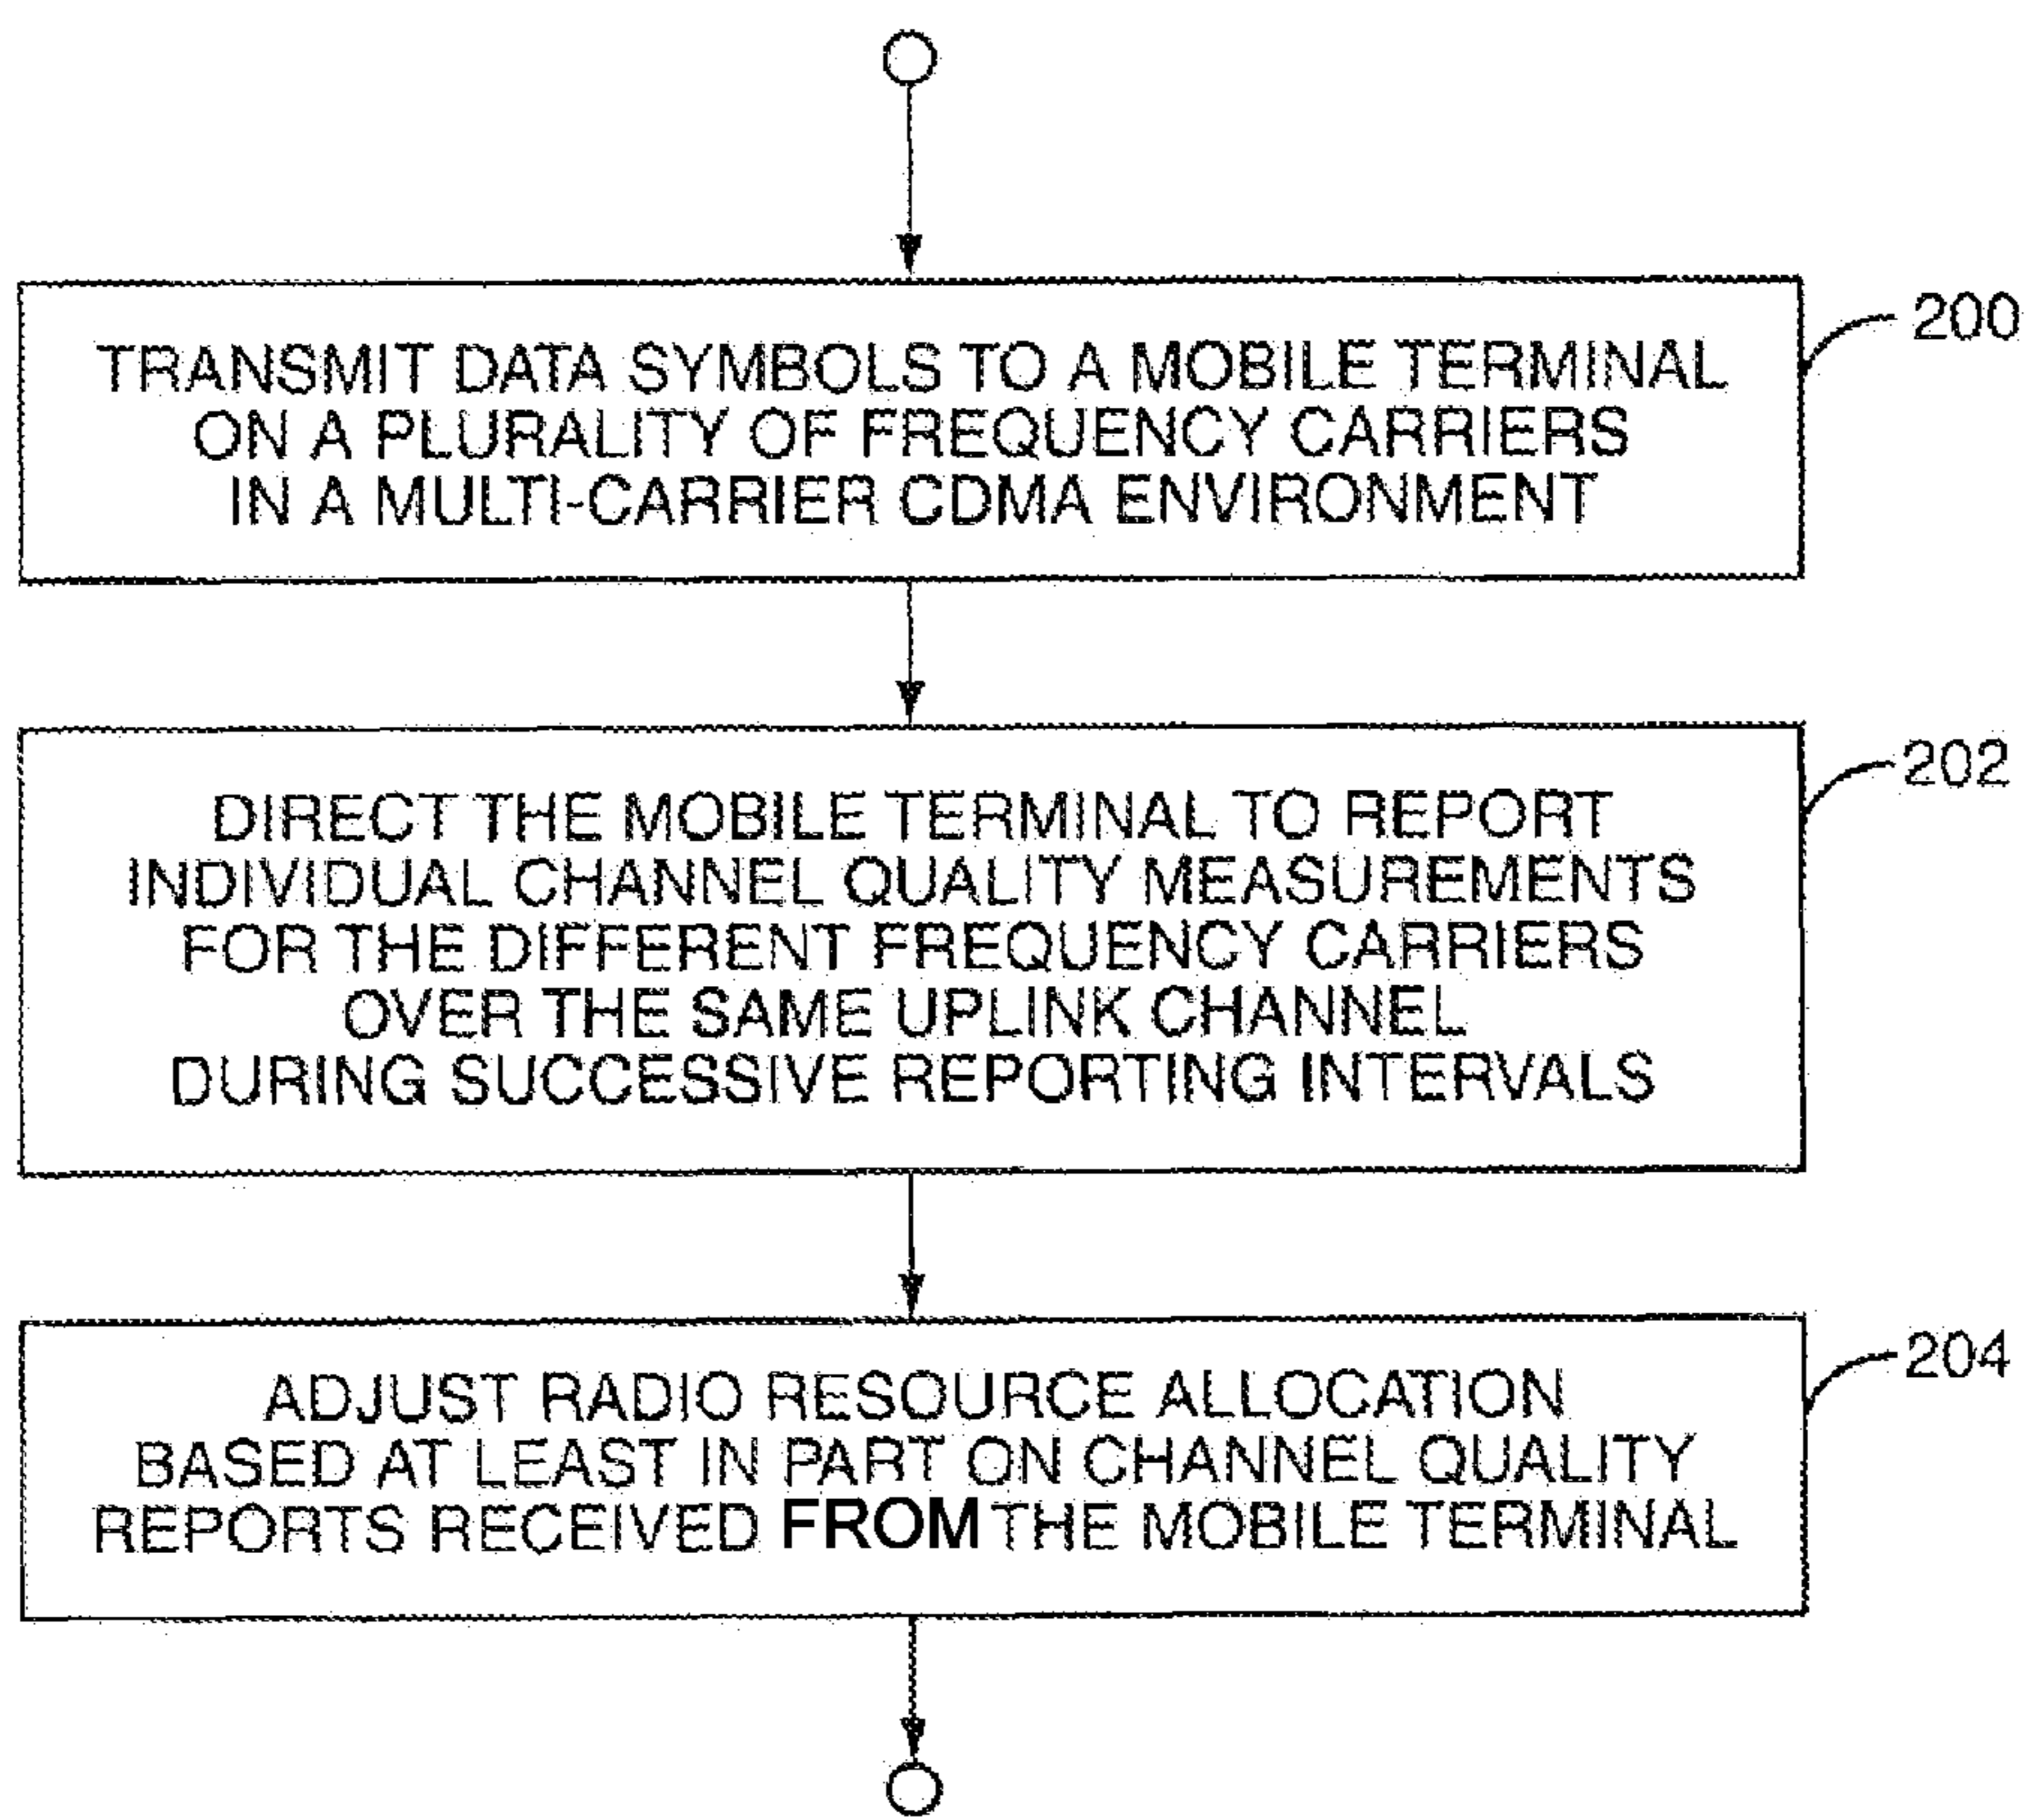 TRANSMIT DATA SYMBOLS TO A MOBILE TERMINAL
ON A PLURALITY OF FREQUENCY CARRIERS
IN A MULTI-CARRIER CDMA ENVIRONMENT
200
DIRECT THE MOBILE TERMINAL TO REPORT
INDIVIDUAL CHANNEL QUALITY MEASUREMENTS
FOR THE DIFFERENT FREQUENCY CARRIERS
OVER THE SAME UPLINK CHANNEL
DURING SUCCESSIVE REPORTING INTERVALS
202
ADJUST RADIO RESOURCE ALLOCATION
BASED AT LEAST IN PART ON CHANNEL QUALITY
REPORTS RECEIVED FROM THE MOBILE TERMINAL
204